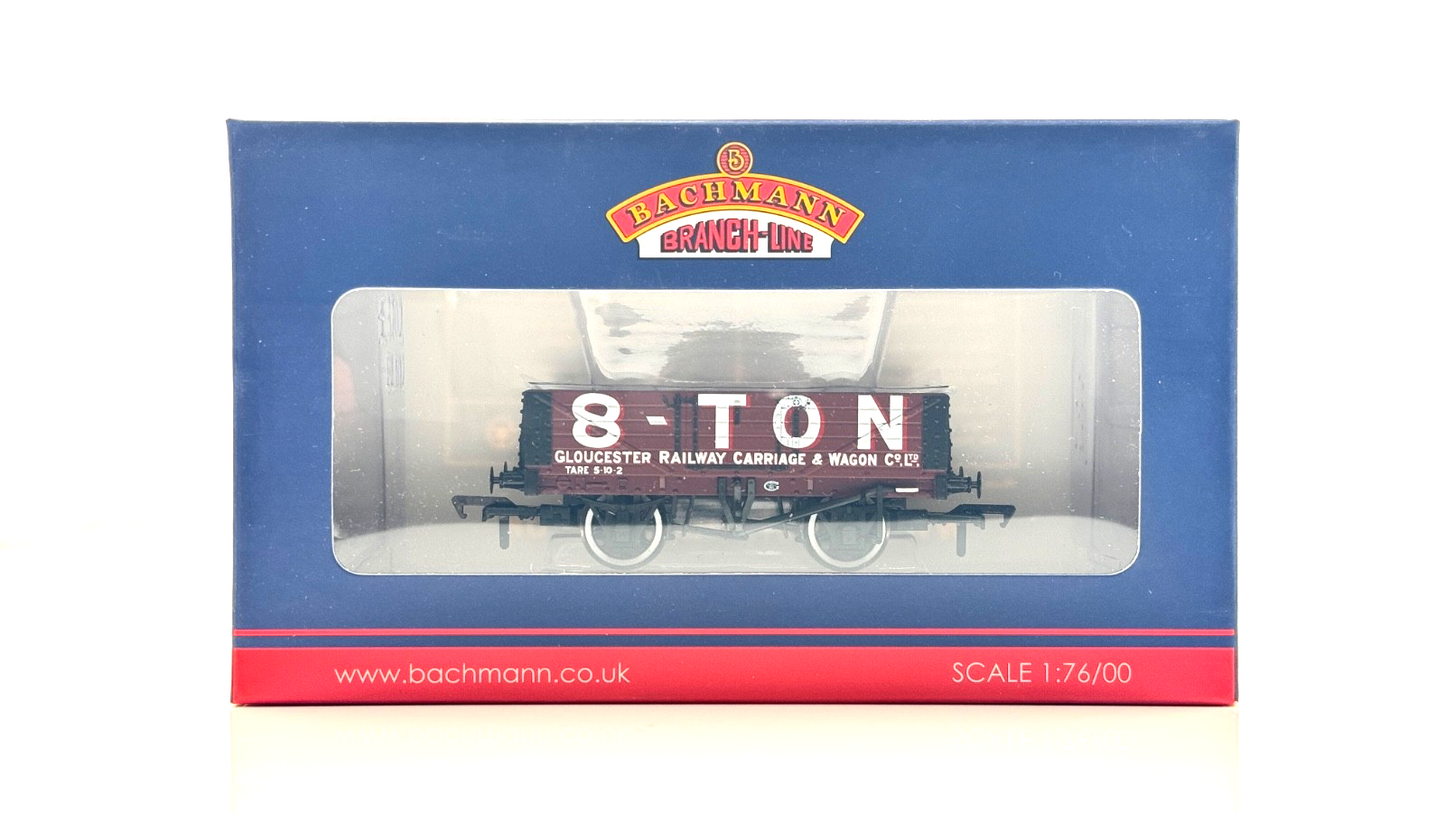 B
BACHMANN
BRANCH-LINE
8-TON
GLOUCESTER RAILWAY CARRIAGE & WAGON CO. LTD.
TARE 5-10-2
G
www.bachmann.co.uk
SCALE 1:76/00